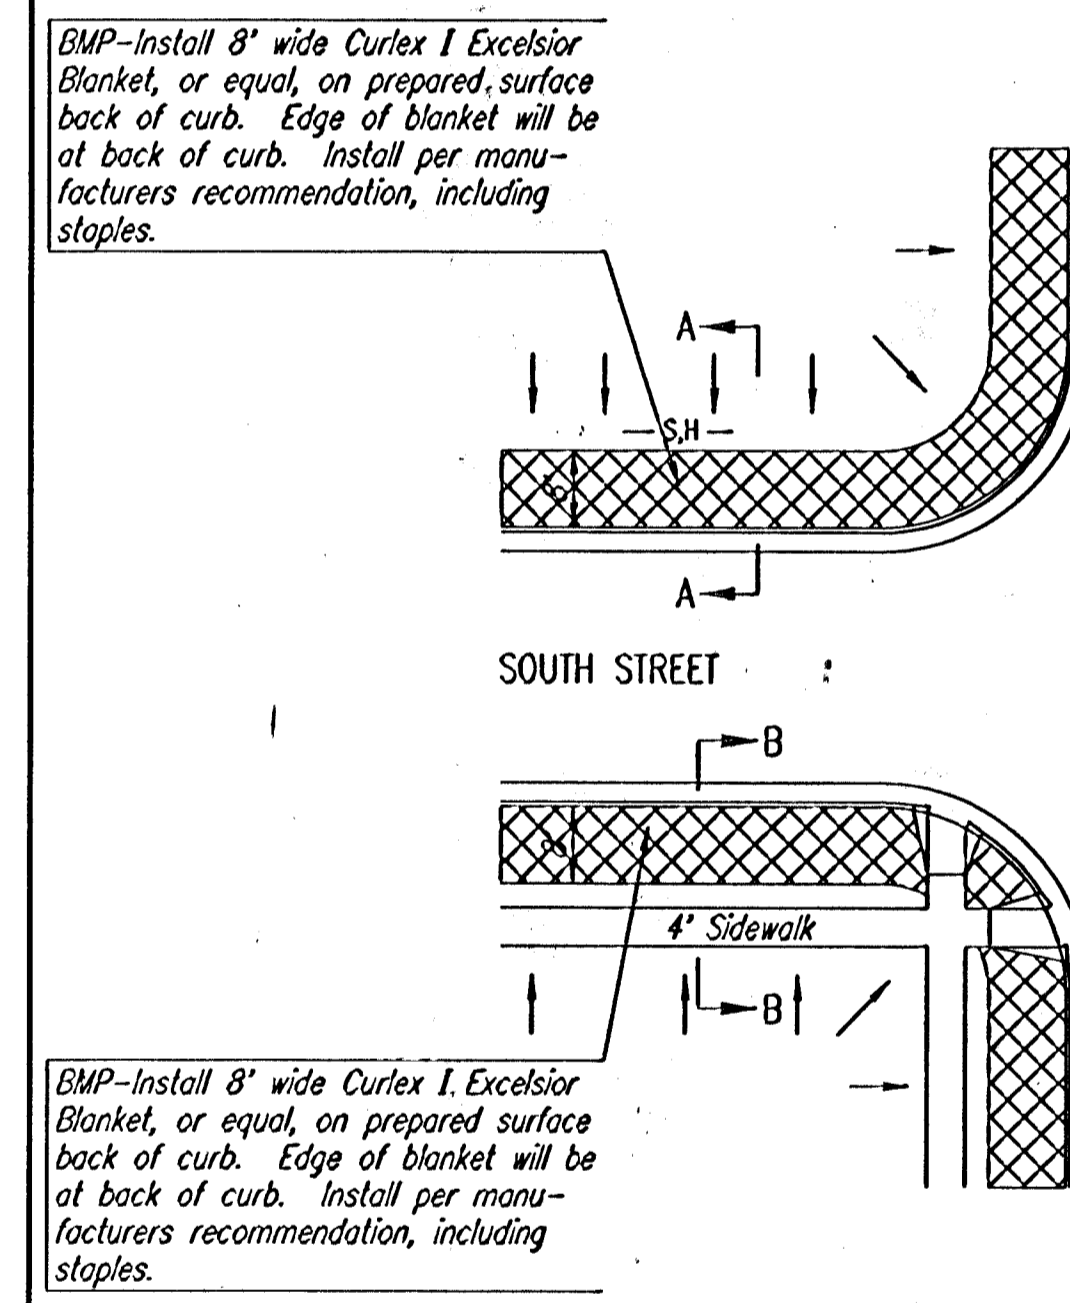 BMP-Install 8' wide Curlex I Excelsior
Blanket, or equal, on prepared surface
back of curb. Edge of blanket will be
at back of curb. Install per manu-
facturers recommendation, including
staples.
A
S,H
8'
A
SOUTH STREET
B
8'
4' Sidewalk
B
BMP-Install 8' wide Curlex I Excelsior
Blanket, or equal, on prepared surface
back of curb. Edge of blanket will be
at back of curb. Install per manu-
facturers recommendation, including
staples.